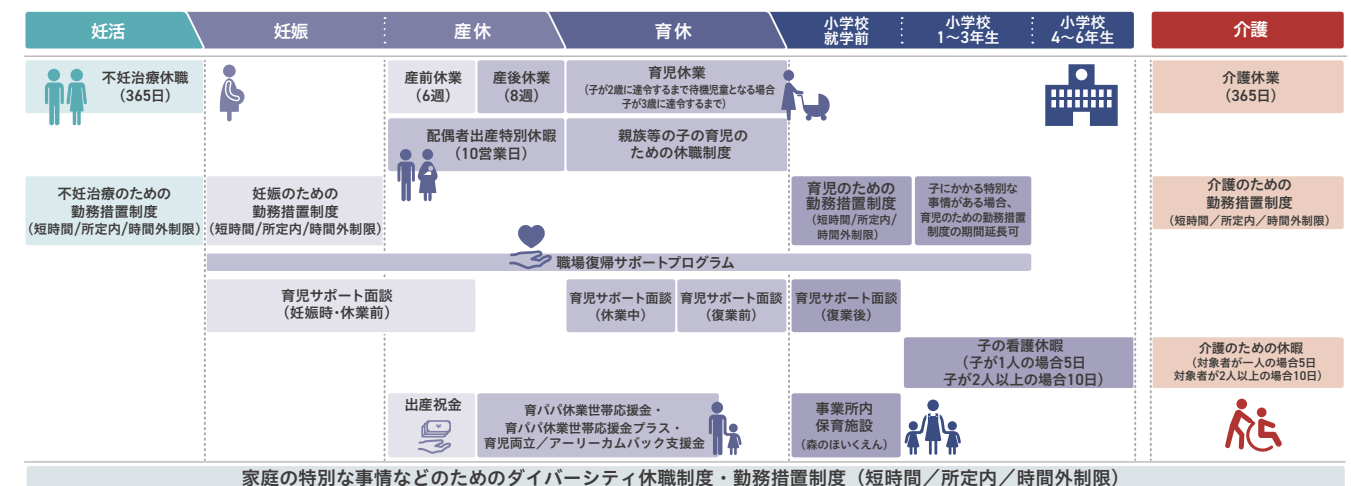 妊活
妊娠
産休
育休
小学校
就学前
小学校
1〜3年生
小学校
4〜6年生
介護
不妊治療休職
（365日）
産前休業
（6週）
産後休業
（8週）
育児休業
（子が2歳に達令するまで待機児童となる場合
子が3歳に達令するまで）
介護休業
（365日）
配偶者出産特別休暇
（10営業日）
親族等の子の育児の
ための休職制度
不妊治療のための
勤務措置制度
（短時間/所定内/時間外制限）
妊娠のための
勤務措置制度
（短時間/所定内/時間外制限）
育児のための
勤務措置制度
（短時間/所定内/
時間外制限）
子にかかる特別な
事情がある場合、
育児のための勤務措置
制度の期間延長可
介護のための
勤務措置制度
（短時間／所定内／時間外制限）
職場復帰サポートプログラム
育児サポート面談
（妊娠時・休業前）
育児サポート面談
（休業中）
育児サポート面談
（復業前）
育児サポート面談
（復業後）
子の看護休暇
（子が1人の場合5日
子が2人以上の場合10日）
介護のための休暇
（対象者が一人の場合5日
対象者が2人以上の場合10日）
出産祝金
育パパ休業世帯応援金・
育パパ休業世帯応援金プラス・
育児両立／アーリーカムバック支援金
事業所内
保育施設
（森のほいくえん）
家庭の特別な事情などのためのダイバーシティ休職制度・勤務措置制度（短時間／所定内／時間外制限）